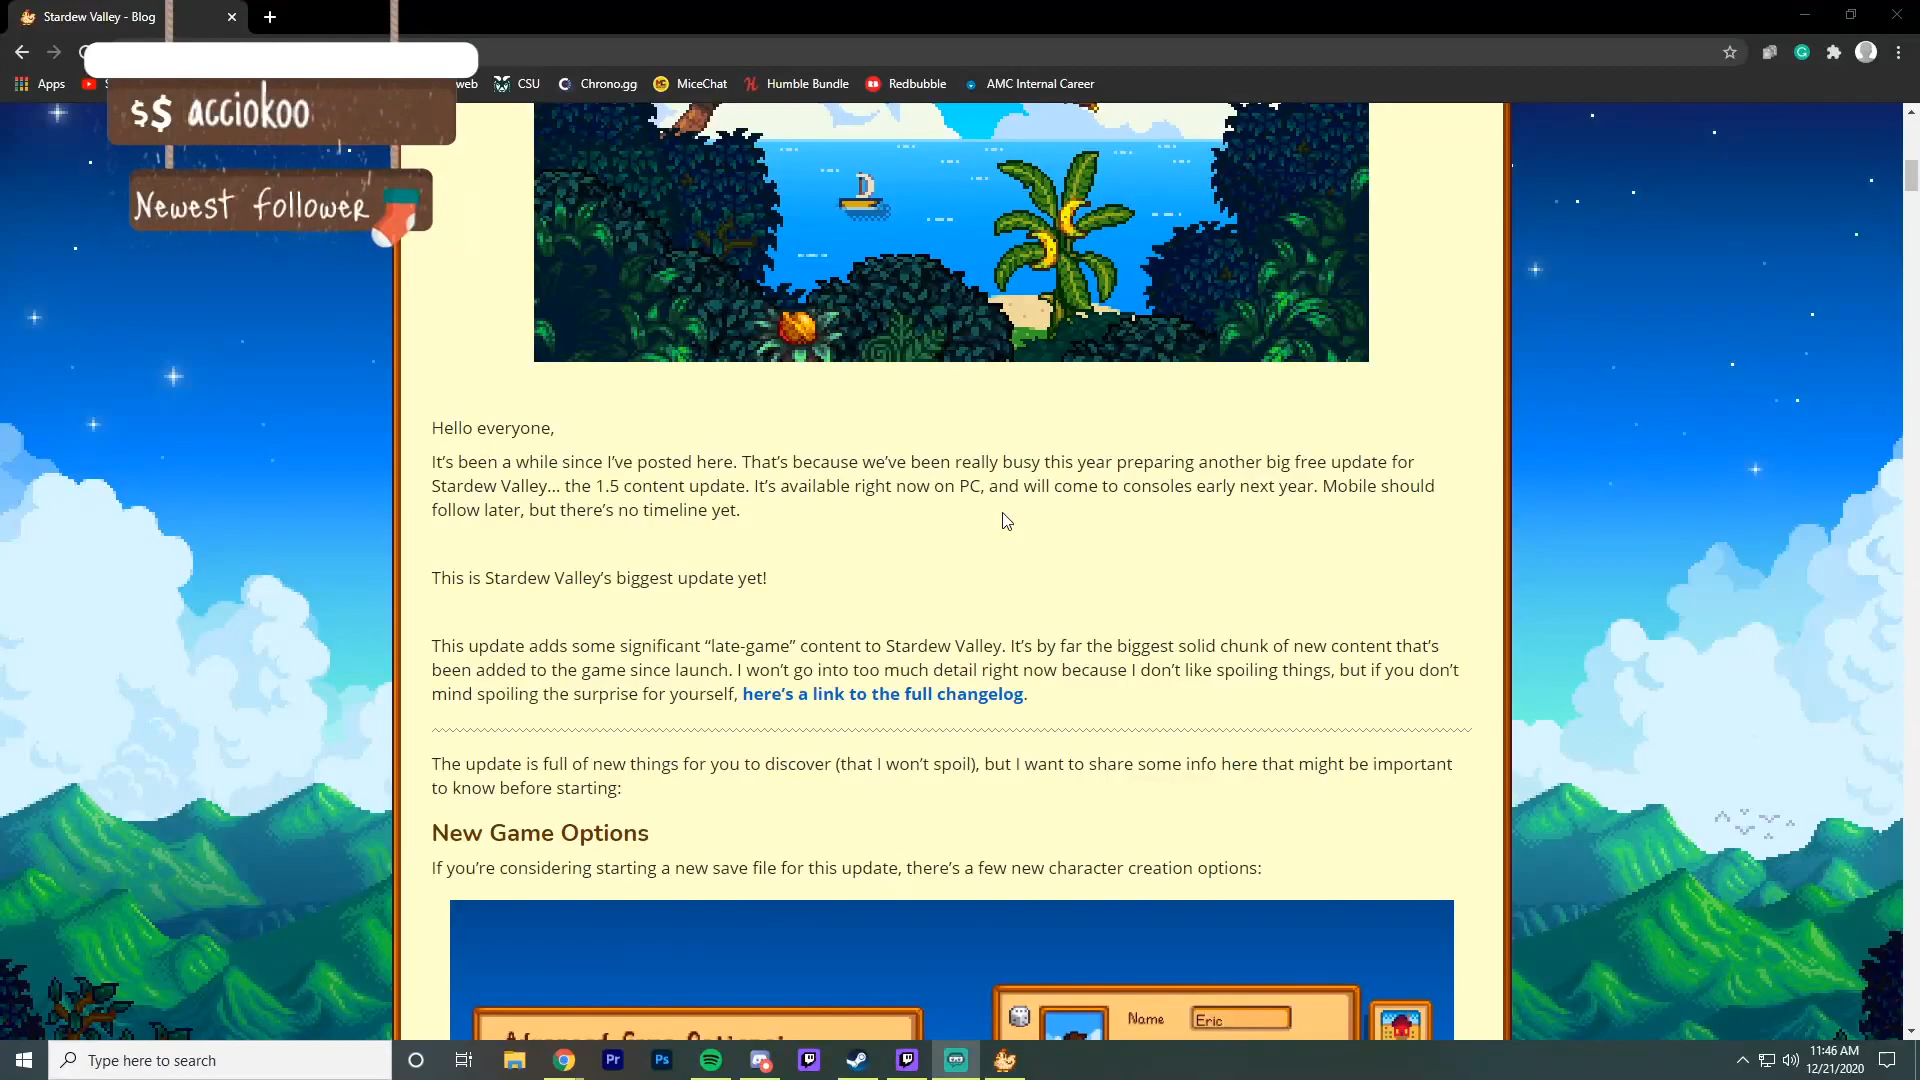 Stardew Valley - Blog
Apps
web
CSU
Chrono.gg
MiceChat
Humble Bundle
Redbubble
AMC Internal Career
$$ acciokoo
Newest follower
Hello everyone,
It’s been a while since I’ve posted here. That’s because we’ve been really busy this year preparing another big free update for
Stardew Valley... the 1.5 content update. It’s available right now on PC, and will come to consoles early next year. Mobile should
follow later, but there’s no timeline yet.
This is Stardew Valley’s biggest update yet!
This update adds some significant “late-game” content to Stardew Valley. It’s by far the biggest solid chunk of new content that’s
been added to the game since launch. I won’t go into too much detail right now because I don’t like spoiling things, but if you don’t
mind spoiling the surprise for yourself, here’s a link to the full changelog.
The update is full of new things for you to discover (that I won’t spoil), but I want to share some info here that might be important
to know before starting:
New Game Options
If you’re considering starting a new save file for this update, there’s a few new character creation options:
Name
Eric
Type here to search
Pr
Ps
11:46 AM
12/21/2020